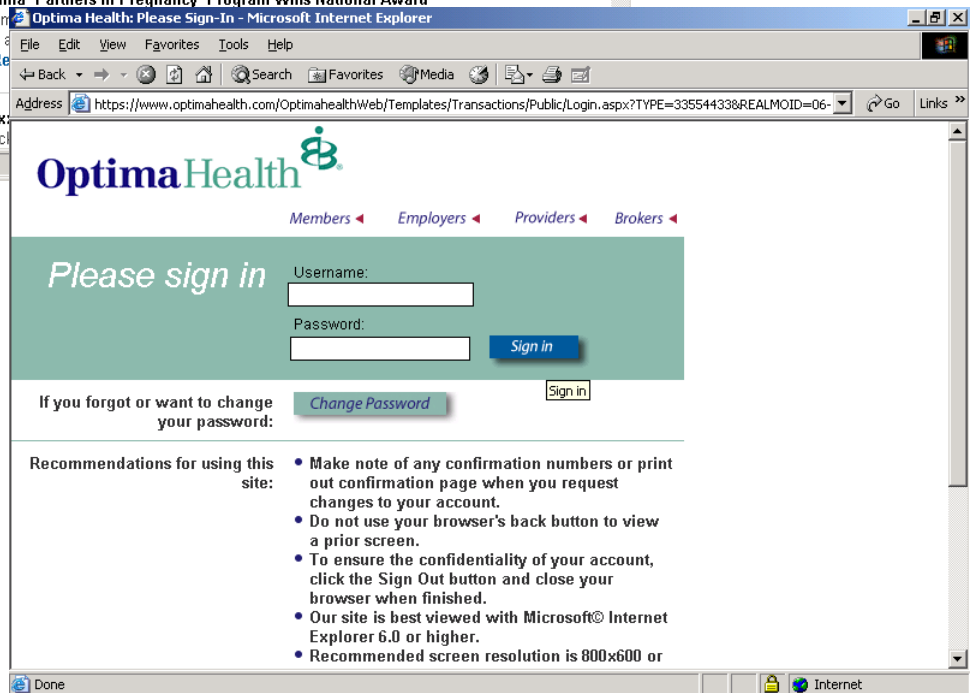 Partners in Pregnancy Program Wins National Award
Optima Health: Please Sign-In - Microsoft Internet Explorer
File Edit View Favorites Tools Help
Back Search Favorites Media
Address https://www.optimahealth.com/OptimahealthWeb/Templates/Transactions/Public/Login.aspx?TYPE=33554433&REALMOID=06- Go Links »
OptimaHealth®
Members Employers Providers Brokers
Please sign in
Username:
Password:
Sign in
Sign in
If you forgot or want to change
your password:
Change Password
Recommendations for using this
site:
• Make note of any confirmation numbers or print
out confirmation page when you request
changes to your account.
• Do not use your browser's back button to view
a prior screen.
• To ensure the confidentiality of your account,
click the Sign Out button and close your
browser when finished.
• Our site is best viewed with Microsoft© Internet
Explorer 6.0 or higher.
• Recommended screen resolution is 800x600 or
Done Internet